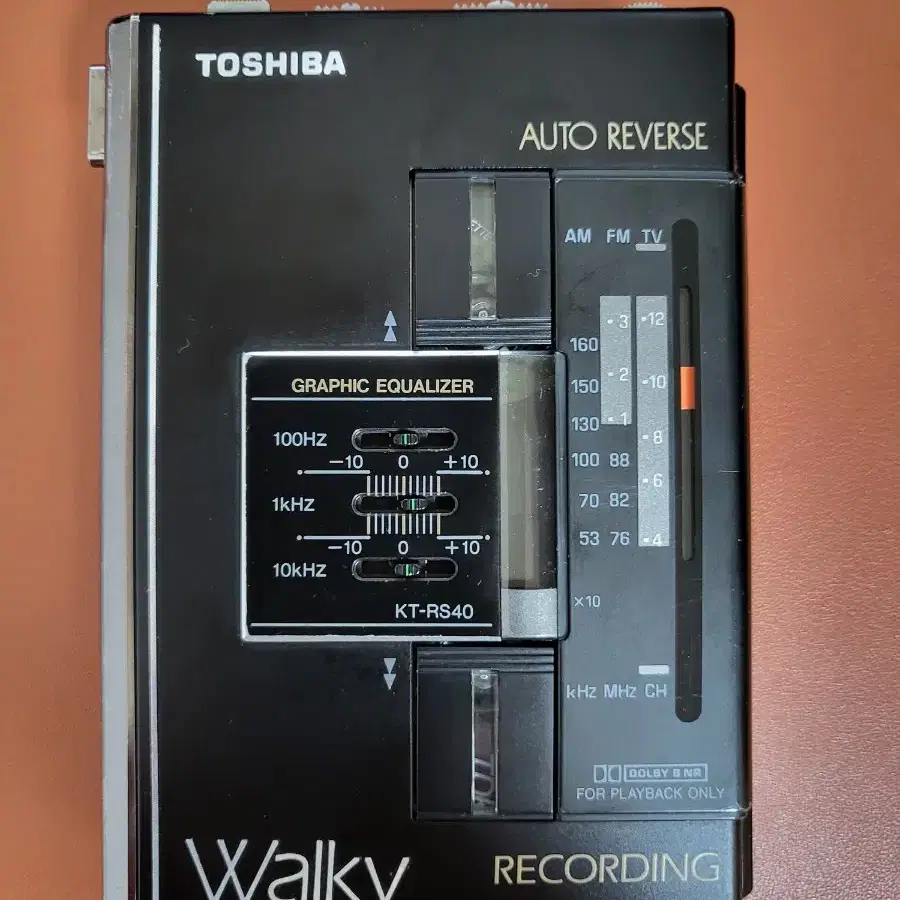 TOSHIBA
AUTO REVERSE
AM FM TV
3 12
160
2
150 10
130 1
8
100 88
6
70 82
53 76 4
×10
kHz MHz CH
GRAPHIC EQUALIZER
100Hz
−10 0 +10
1kHz
−10 0 +10
10kHz
KT-RS40
DOLBY B NR
FOR PLAYBACK ONLY
Walky
RECORDING